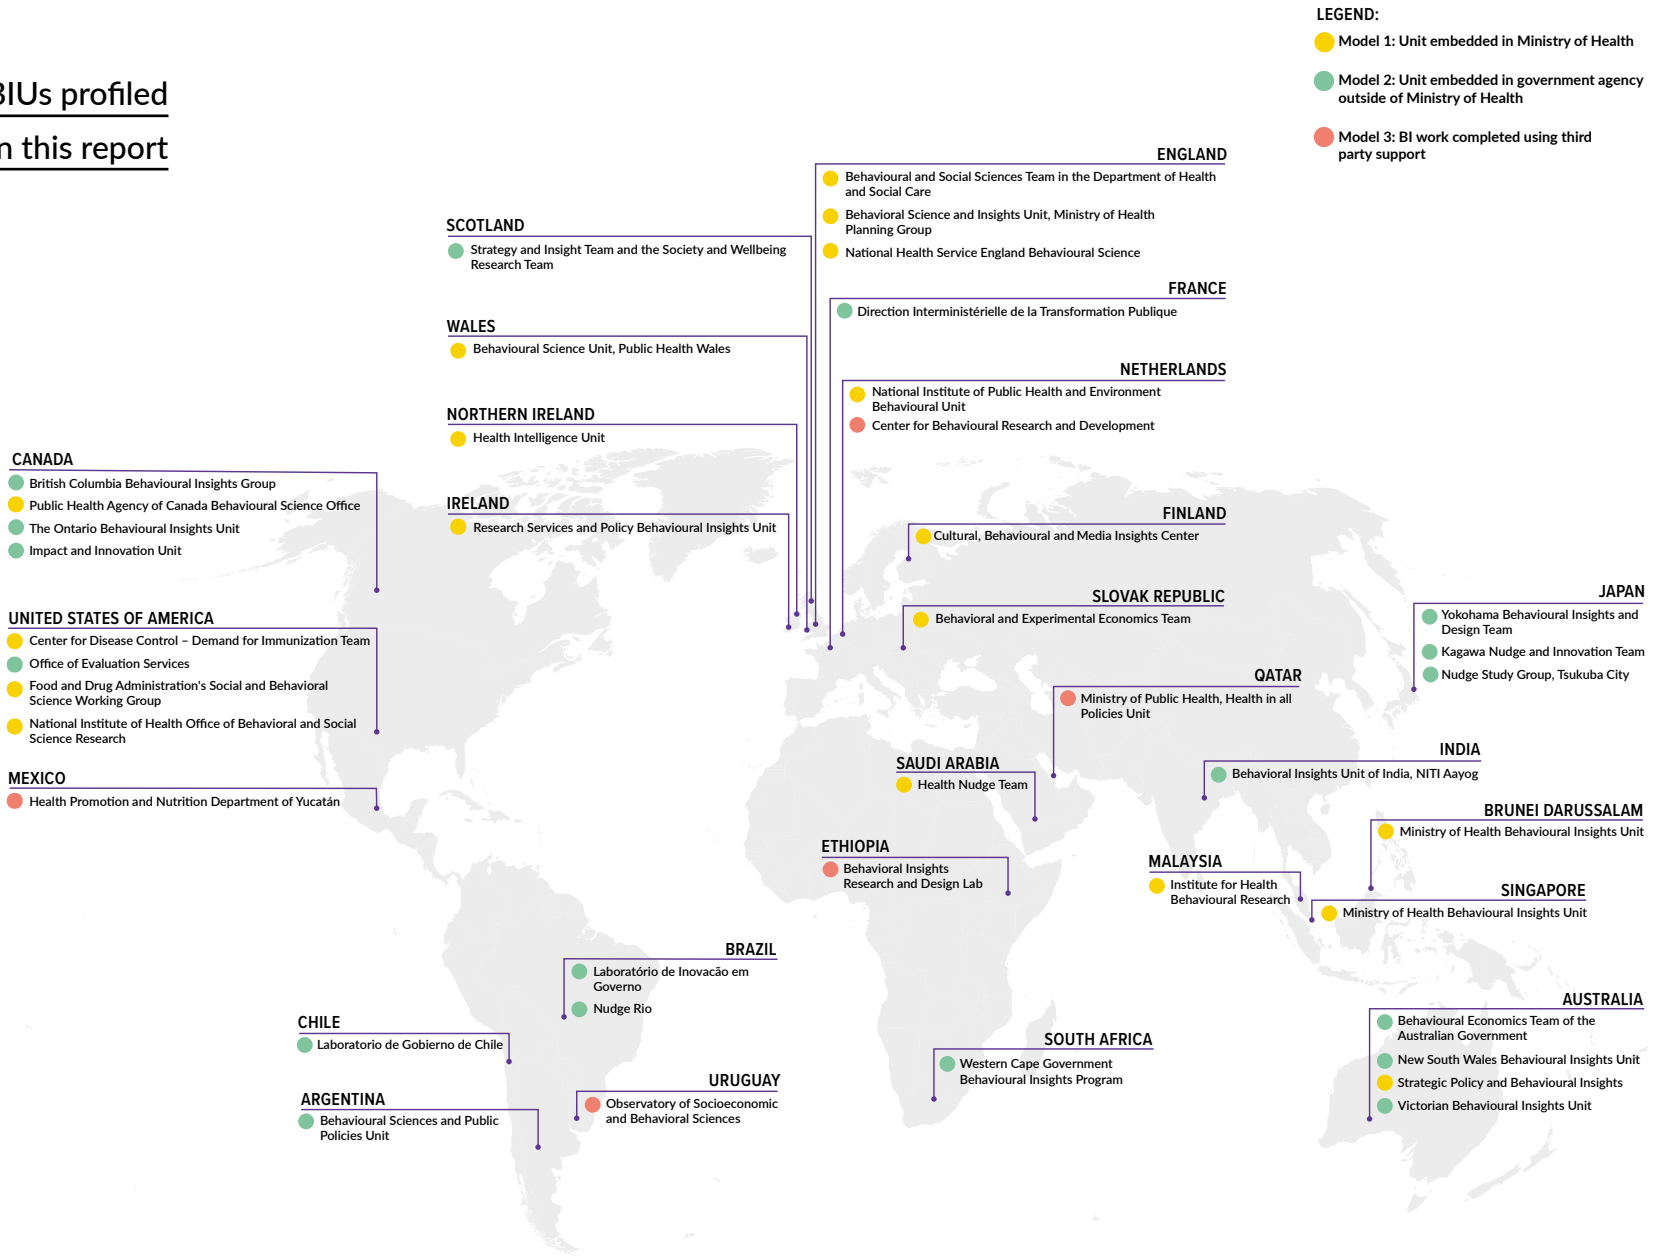 BIUs profiled
n this report
LEGEND:
Model 1: Unit embedded in Ministry of Health
Model 2: Unit embedded in government agency
outside of Ministry of Health
Model 3: BI work completed using third
party support
ENGLAND
Behavioural and Social Sciences Team in the Department of Health
and Social Care
Behavioral Science and Insights Unit, Ministry of Health
Planning Group
National Health Service England Behavioural Science
SCOTLAND
Strategy and Insight Team and the Society and Wellbeing
Research Team
FRANCE
Direction Interministérielle de la Transformation Publique
WALES
Behavioural Science Unit, Public Health Wales
NETHERLANDS
National Institute of Public Health and Environment
Behavioural Unit
Center for Behavioural Research and Development
NORTHERN IRELAND
Health Intelligence Unit
CANADA
British Columbia Behavioural Insights Group
Public Health Agency of Canada Behavioural Science Office
The Ontario Behavioural Insights Unit
Impact and Innovation Unit
IRELAND
Research Services and Policy Behavioural Insights Unit
FINLAND
Cultural, Behavioural and Media Insights Center
SLOVAK REPUBLIC
Behavioral and Experimental Economics Team
JAPAN
Yokohama Behavioural Insights and
Design Team
Kagawa Nudge and Innovation Team
Nudge Study Group, Tsukuba City
UNITED STATES OF AMERICA
Center for Disease Control – Demand for Immunization Team
Office of Evaluation Services
Food and Drug Administration's Social and Behavioral
Science Working Group
National Institute of Health Office of Behavioral and Social
Science Research
QATAR
Ministry of Public Health, Health in all
Policies Unit
MEXICO
Health Promotion and Nutrition Department of Yucatán
SAUDI ARABIA
Health Nudge Team
INDIA
Behavioral Insights Unit of India, NITI Aayog
BRUNEI DARUSSALAM
Ministry of Health Behavioural Insights Unit
ETHIOPIA
Behavioral Insights
Research and Design Lab
MALAYSIA
Institute for Health
Behavioural Research
SINGAPORE
Ministry of Health Behavioural Insights Unit
BRAZIL
Laboratório de Inovacão em
Governo
Nudge Rio
CHILE
Laboratorio de Gobierno de Chile
AUSTRALIA
Behavioural Economics Team of the
Australian Government
New South Wales Behavioural Insights Unit
Strategic Policy and Behavioural Insights
Victorian Behavioural Insights Unit
SOUTH AFRICA
Western Cape Government
Behavioural Insights Program
URUGUAY
Observatory of Socioeconomic
and Behavioral Sciences
ARGENTINA
Behavioural Sciences and Public
Policies Unit